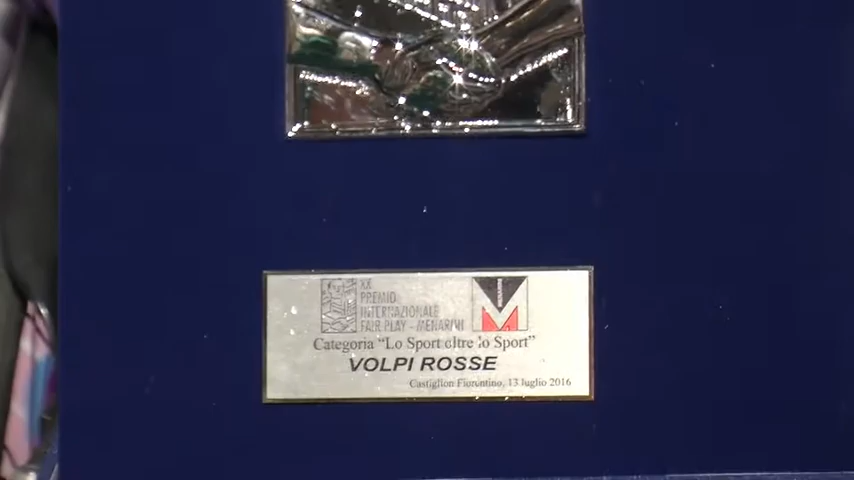 XX
PREMIO
INTERNAZIONALE
FAIR PLAY - MENARINI
Categoria "Lo Sport oltre lo Sport"
VOLPI ROSSE
Castiglion Fiorentino, 13 luglio 2016